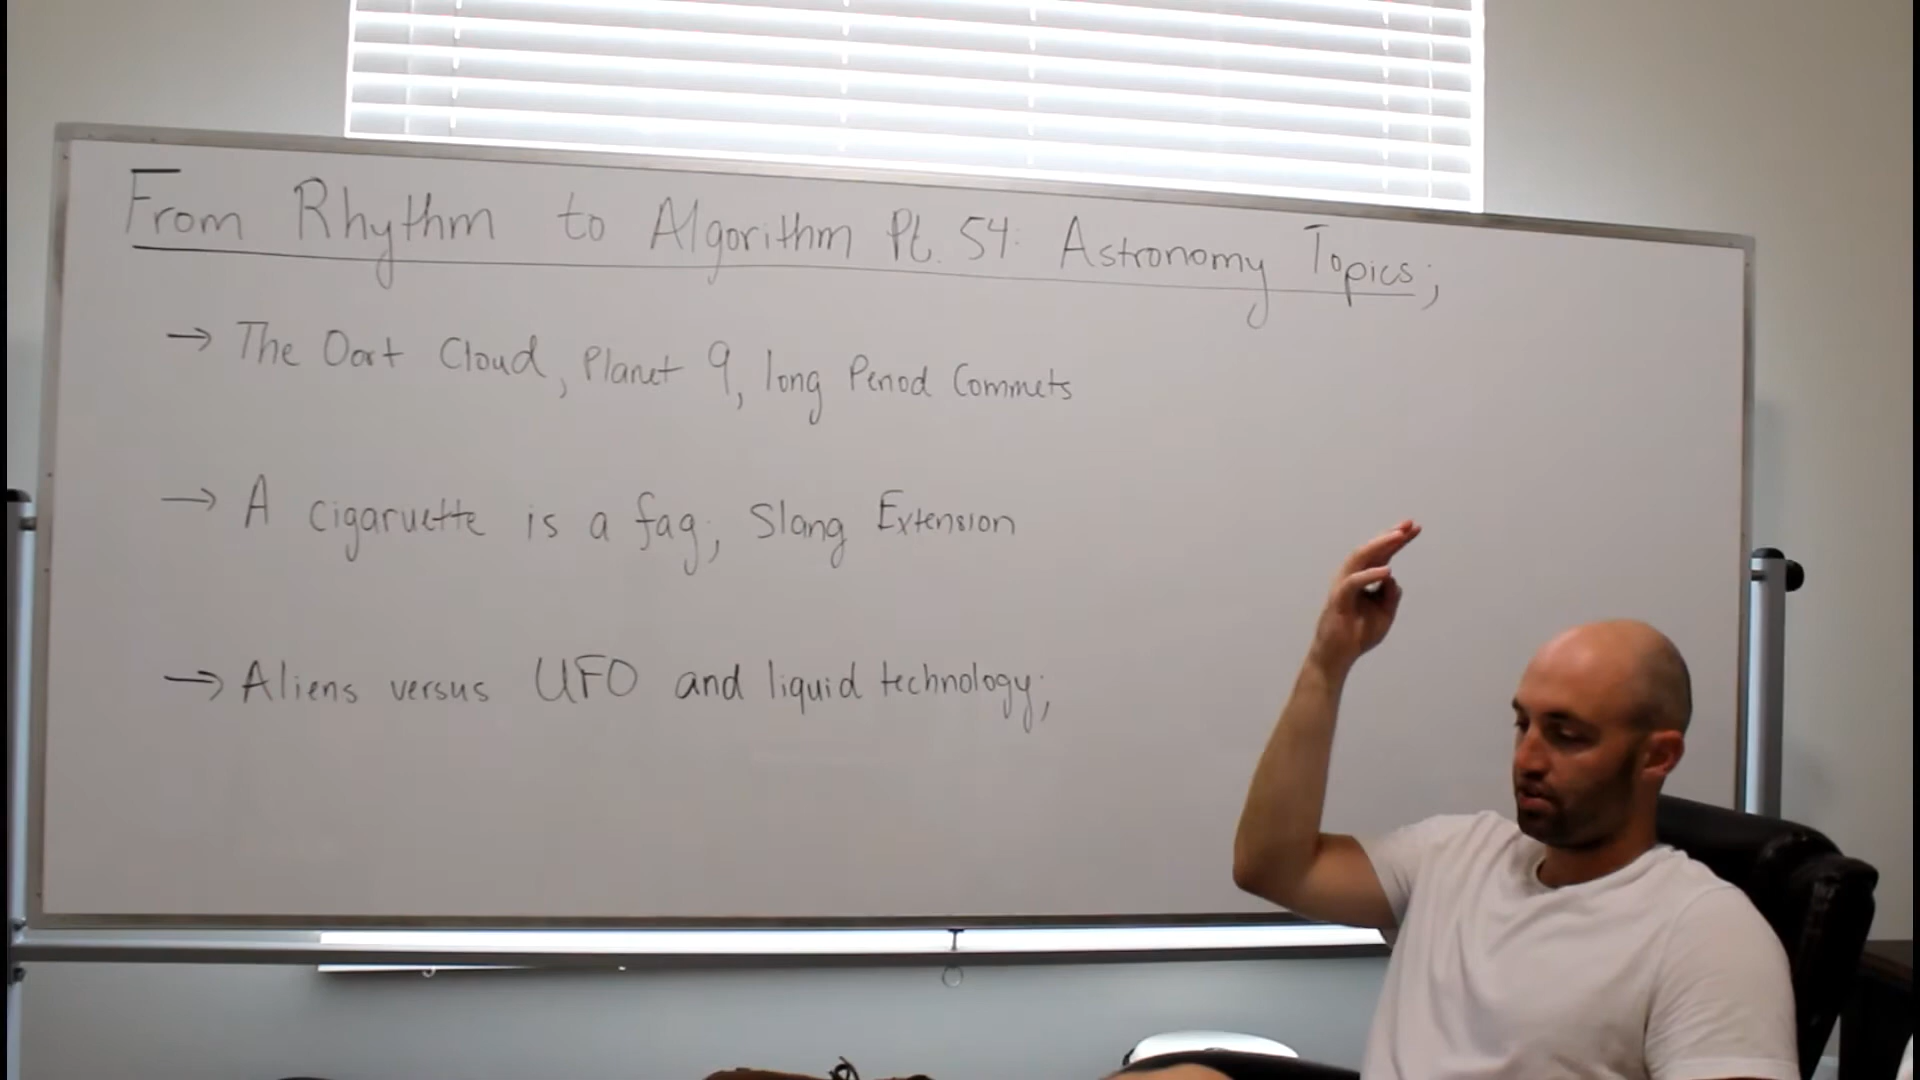 From Rhythm to Algorithm Pt. 54: Astronomy Topics;
→ The Oort Cloud, Planet 9, long Period Commets
→ A cigaruette is a fag; Slang Extension
→ Aliens versus UFO and liquid technology;